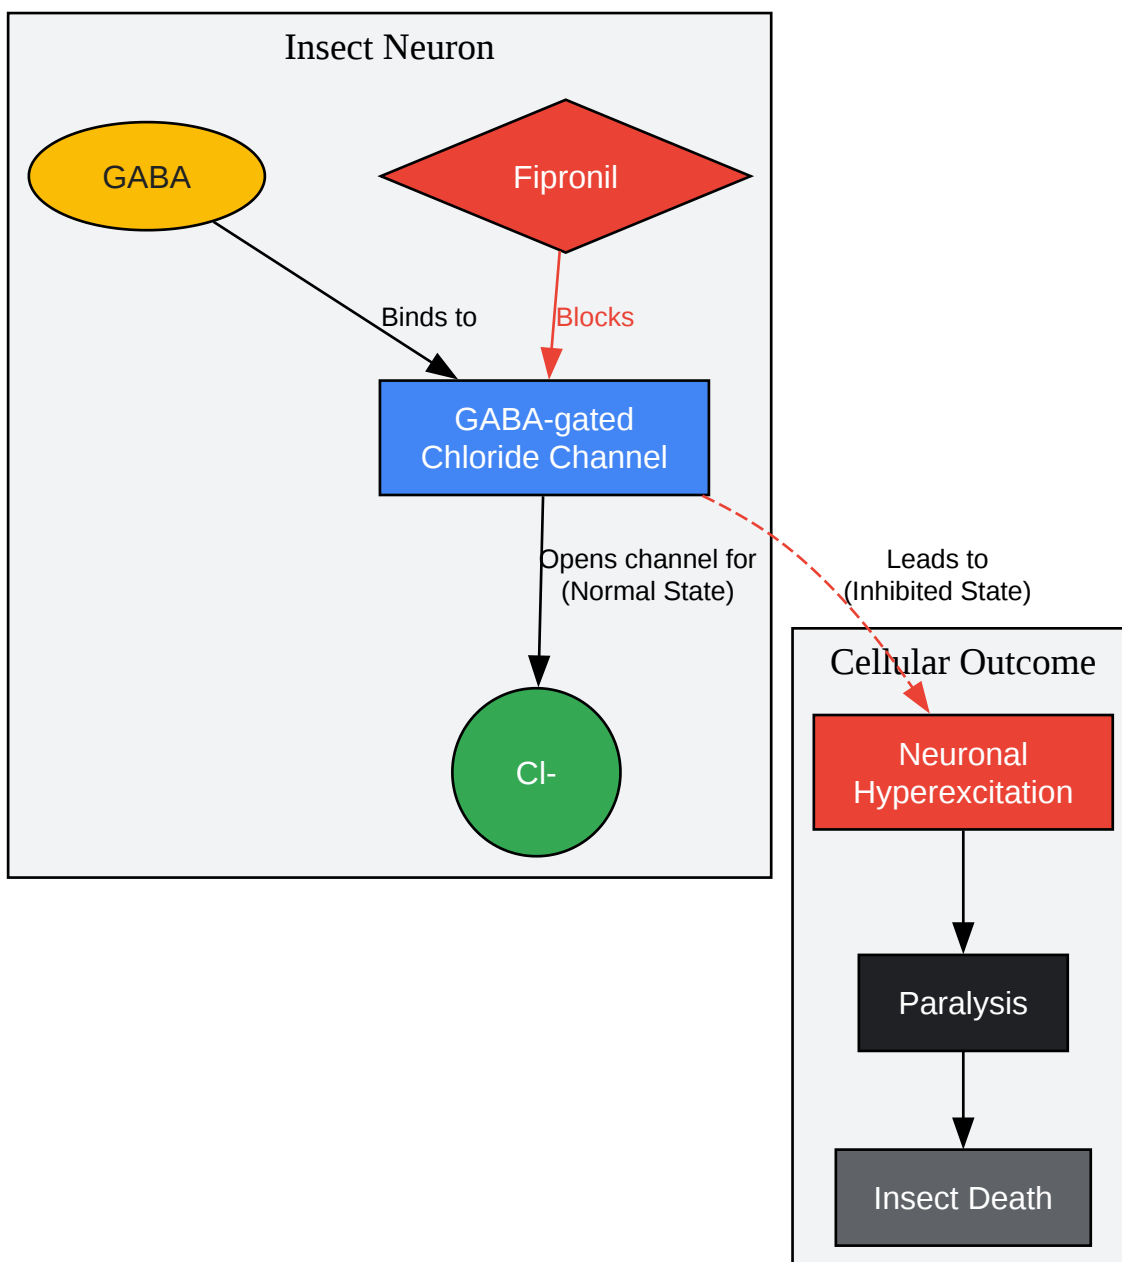 Insect Neuron
GABA
Fipronil
Binds to
Blocks
GABA-gated
Chloride Channel
Opens channel for
(Normal State)
Leads to
(Inhibited State)
Cl-
Cellular Outcome
Neuronal
Hyperexcitation
Paralysis
Insect Death